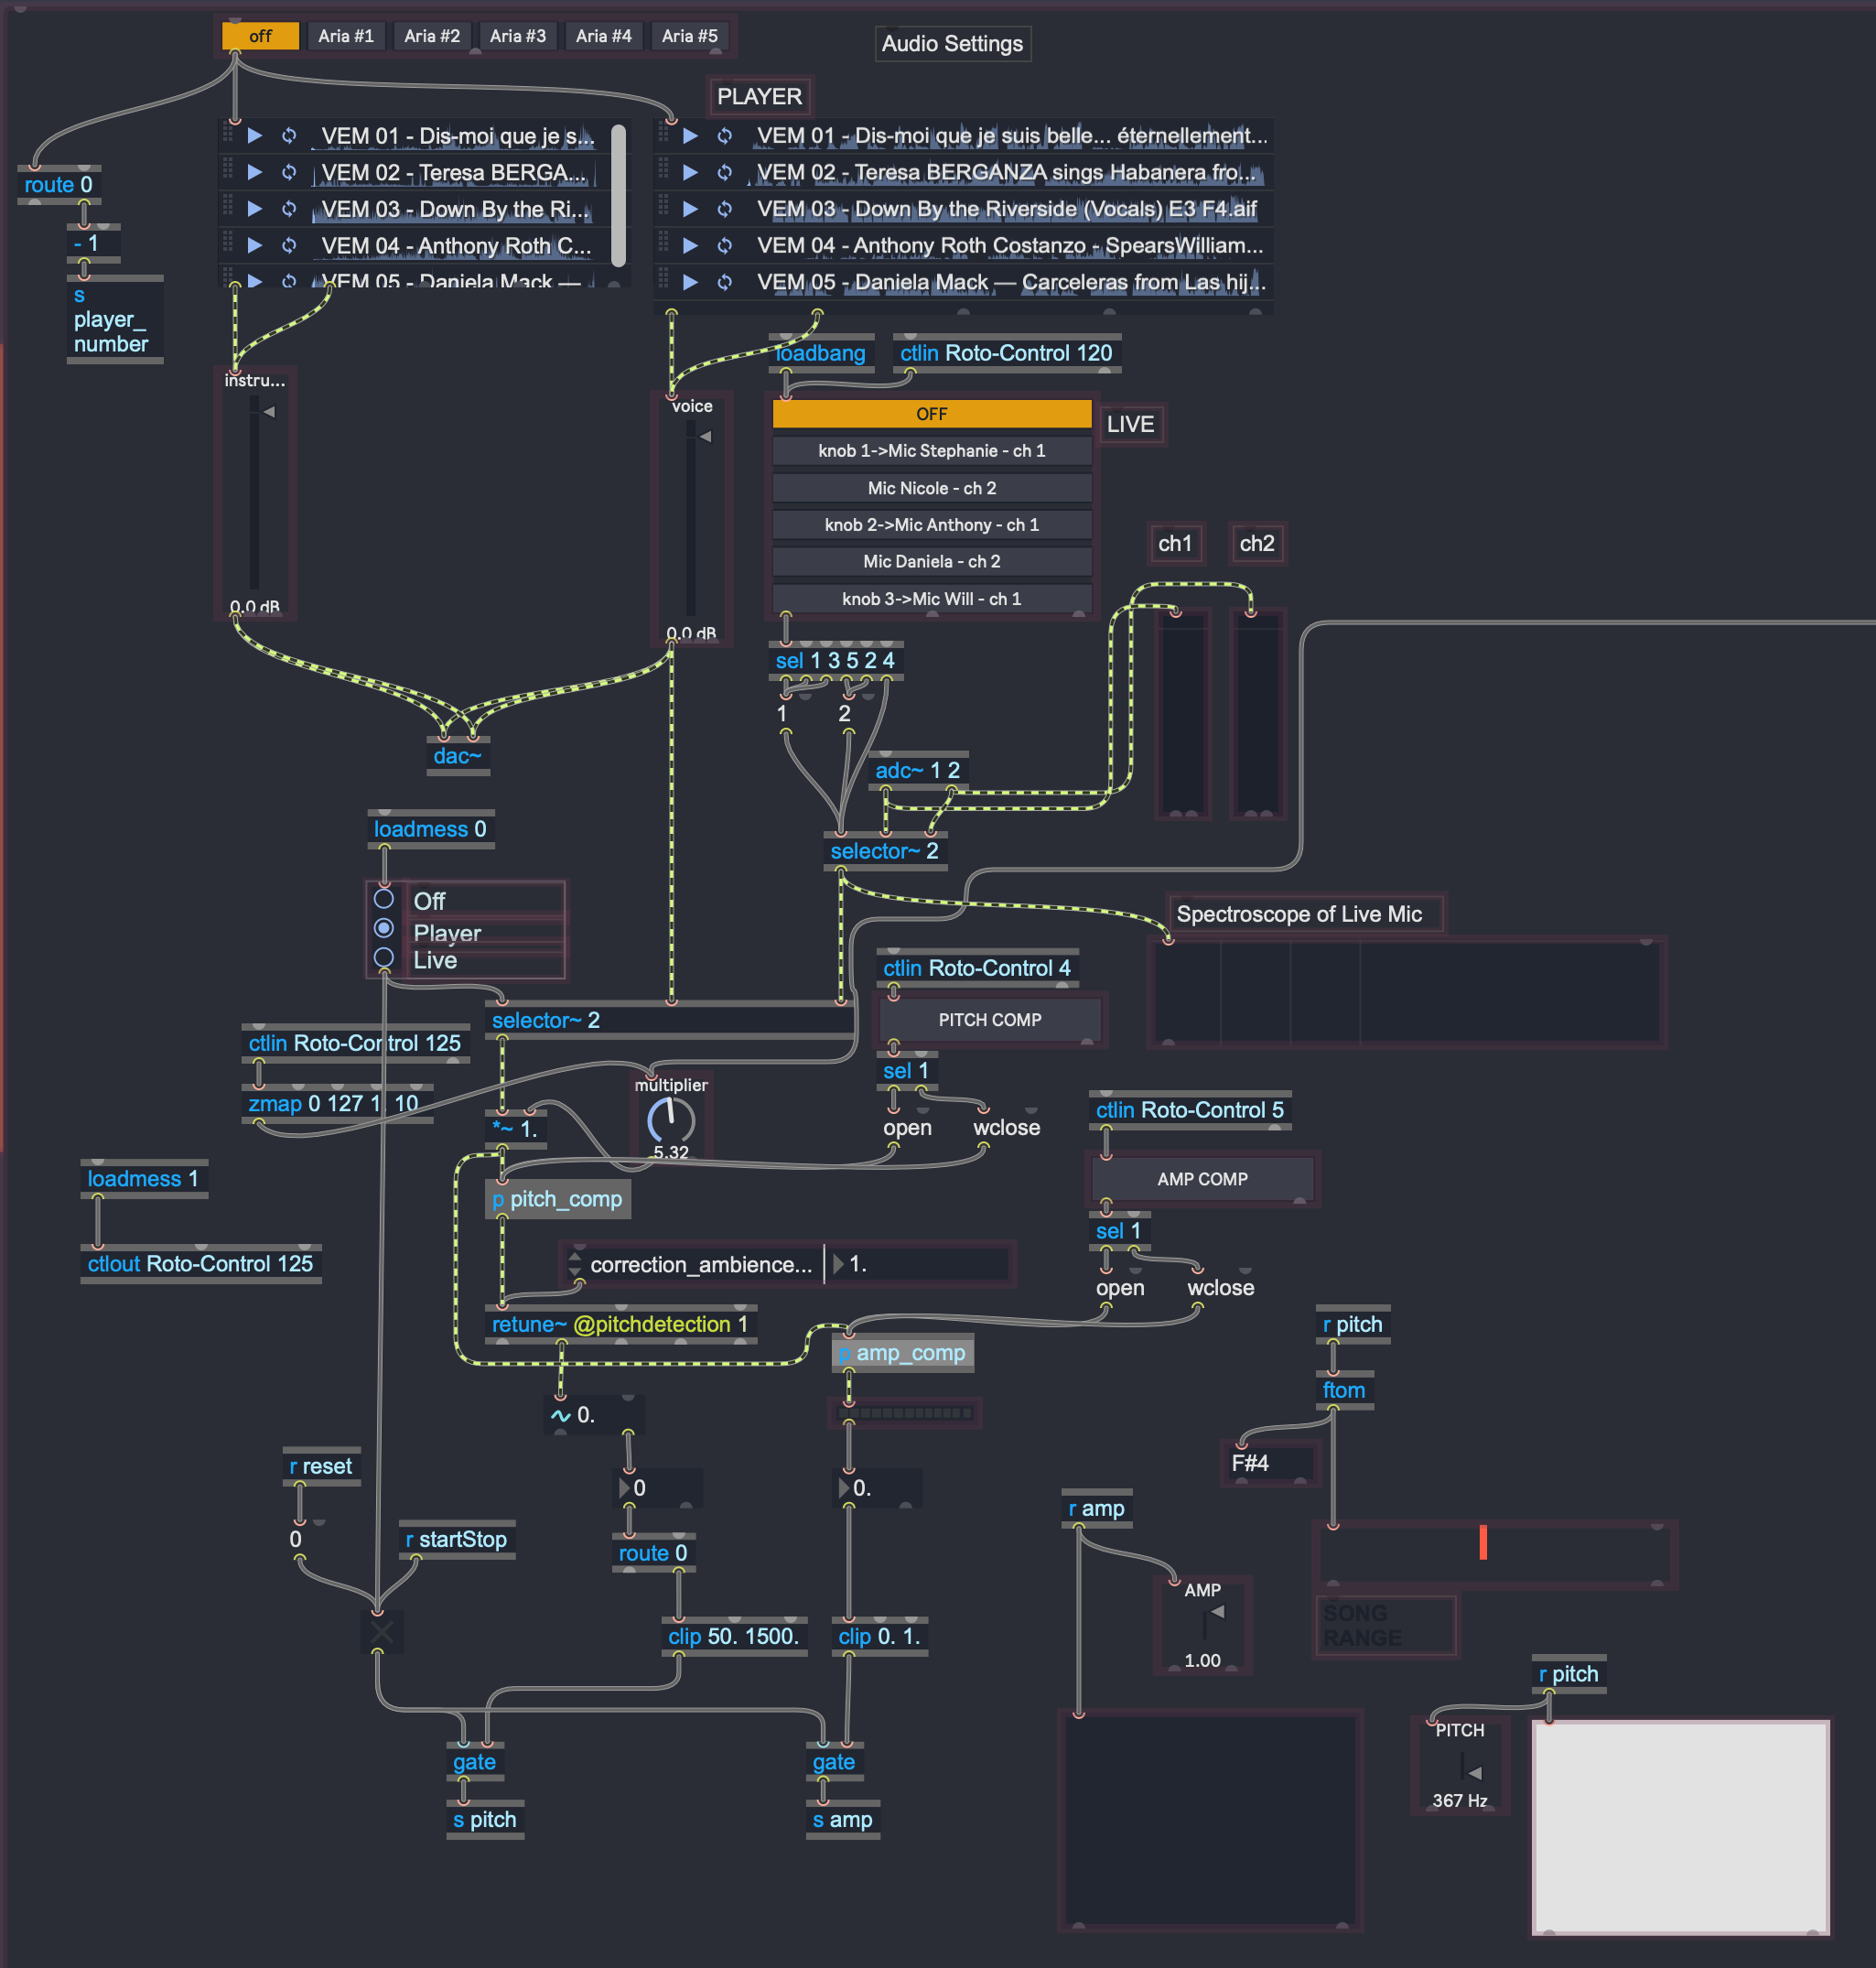 off Aria #1 Aria #2 Aria #3 Aria #4 Aria #5
Audio Settings
PLAYER
VEM 01 - Dis-moi que je s...
VEM 02 - Teresa BERGA...
VEM 03 - Down By the Ri...
VEM 04 - Anthony Roth C...
VEM 05 - Daniela Mack —
VEM 01 - Dis-moi que je suis belle... éternellement...
VEM 02 - Teresa BERGANZA sings Habanera fro...
VEM 03 - Down By the Riverside (Vocals) E3 F4.aif
VEM 04 - Anthony Roth Costanzo - SpearsWilliam...
VEM 05 - Daniela Mack — Carceleras from Las hij...
route 0
- 1
s
player_
number
instru...
0.0 dB
voice
0.0 dB
loadbang
ctlin Roto-Control 120
OFF
knob 1->Mic Stephanie - ch 1
Mic Nicole - ch 2
knob 2->Mic Anthony - ch 1
Mic Daniela - ch 2
knob 3->Mic Will - ch 1
LIVE
ch1
ch2
sel 1 3 5 2 4
1
2
adc~ 1 2
selector~ 2
dac~
loadmess 0
Off
Player
Live
Spectroscope of Live Mic
ctlin Roto-Control 4
PITCH COMP
sel 1
open
wclose
selector~ 2
ctlin Roto-Control 125
zmap 0 127 1. 10
multiplier
5.32
*~ 1.
p pitch_comp
ctlin Roto-Control 5
AMP COMP
sel 1
open
wclose
loadmess 1
ctlout Roto-Control 125
correction_ambience... 1.
retune~ @pitchdetection 1
p amp_comp
0.
0
route 0
0.
clip 50. 1500.
clip 0. 1.
r reset
0
r startStop
gate
s pitch
gate
s amp
r pitch
ftom
F#4
r amp
AMP
1.00
SONG
RANGE
r pitch
PITCH
367 Hz